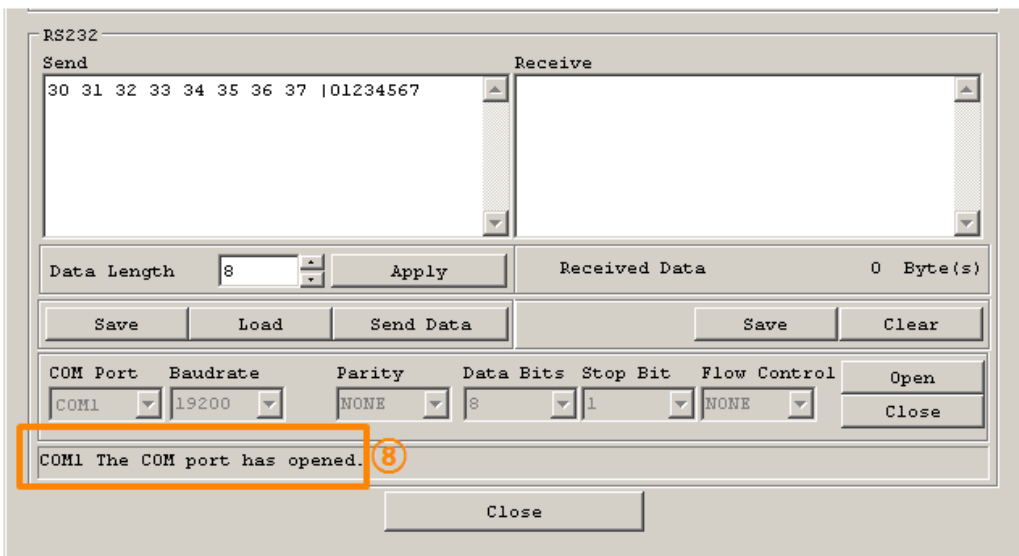 RS232
Send Receive
30 31 32 33 34 35 36 37 |01234567
Data Length 8 Apply Received Data 0 Byte(s)
Save Load Send Data Save Clear
COM Port Baudrate Parity Data Bits Stop Bit Flow Control Open
COM1 19200 NONE 8 1 NONE Close
COM1 The COM port has opened. ⑧
Close